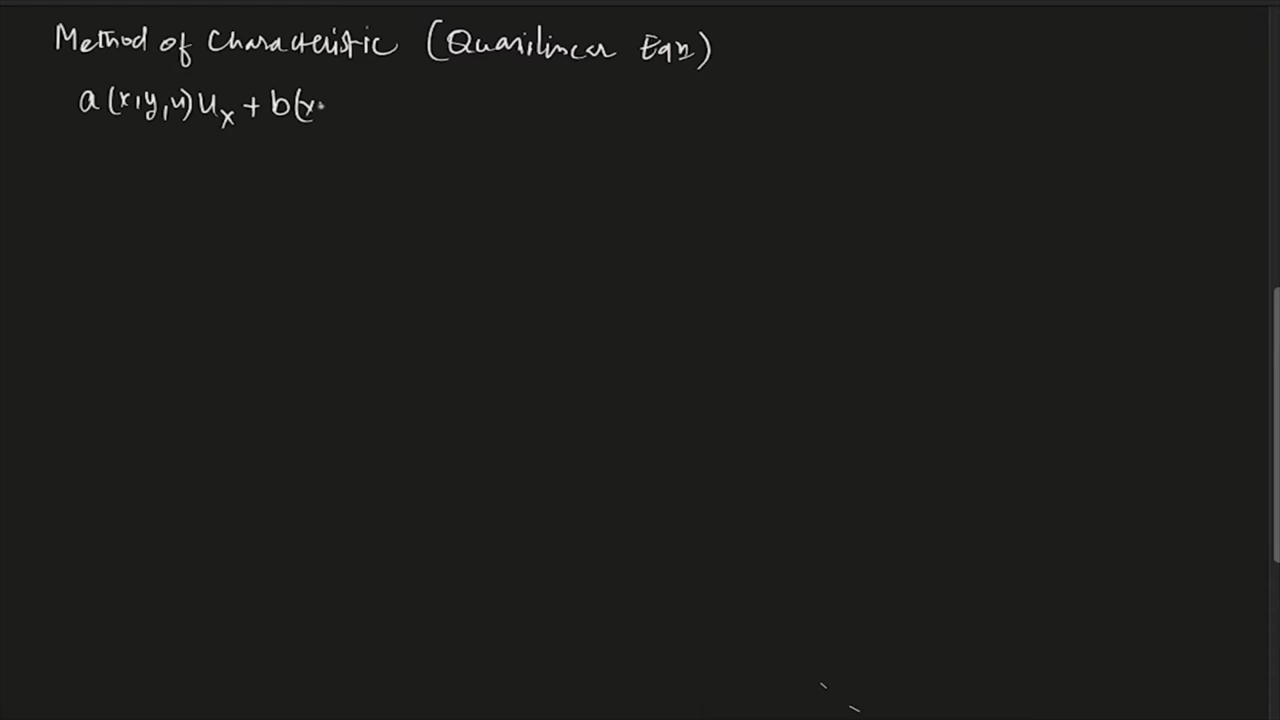 Method of Characteristic (Quasilinear Eqn)
a(x,y,u)u_x + b(x